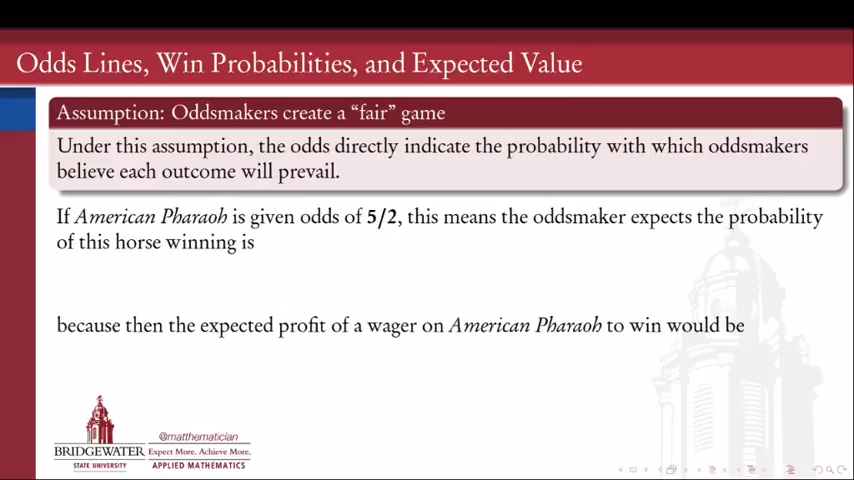 Odds Lines, Win Probabilities, and Expected Value
Assumption: Oddsmakers create a “fair” game
Under this assumption, the odds directly indicate the probability with which oddsmakers
believe each outcome will prevail.
If American Pharaoh is given odds of 5/2, this means the oddsmaker expects the probability
of this horse winning is
because then the expected profit of a wager on American Pharaoh to win would be
@matthematician
BRIDGEWATER
Expect More. Achieve More.
STATE UNIVERSITY
APPLIED MATHEMATICS